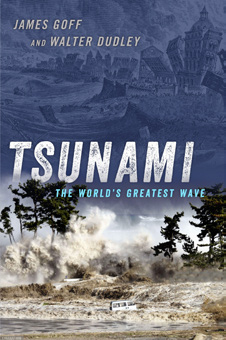 JAMES GOFF
AND WALTER DUDLEY
TSUNAMI
THE WORLD'S GREATEST WAVE